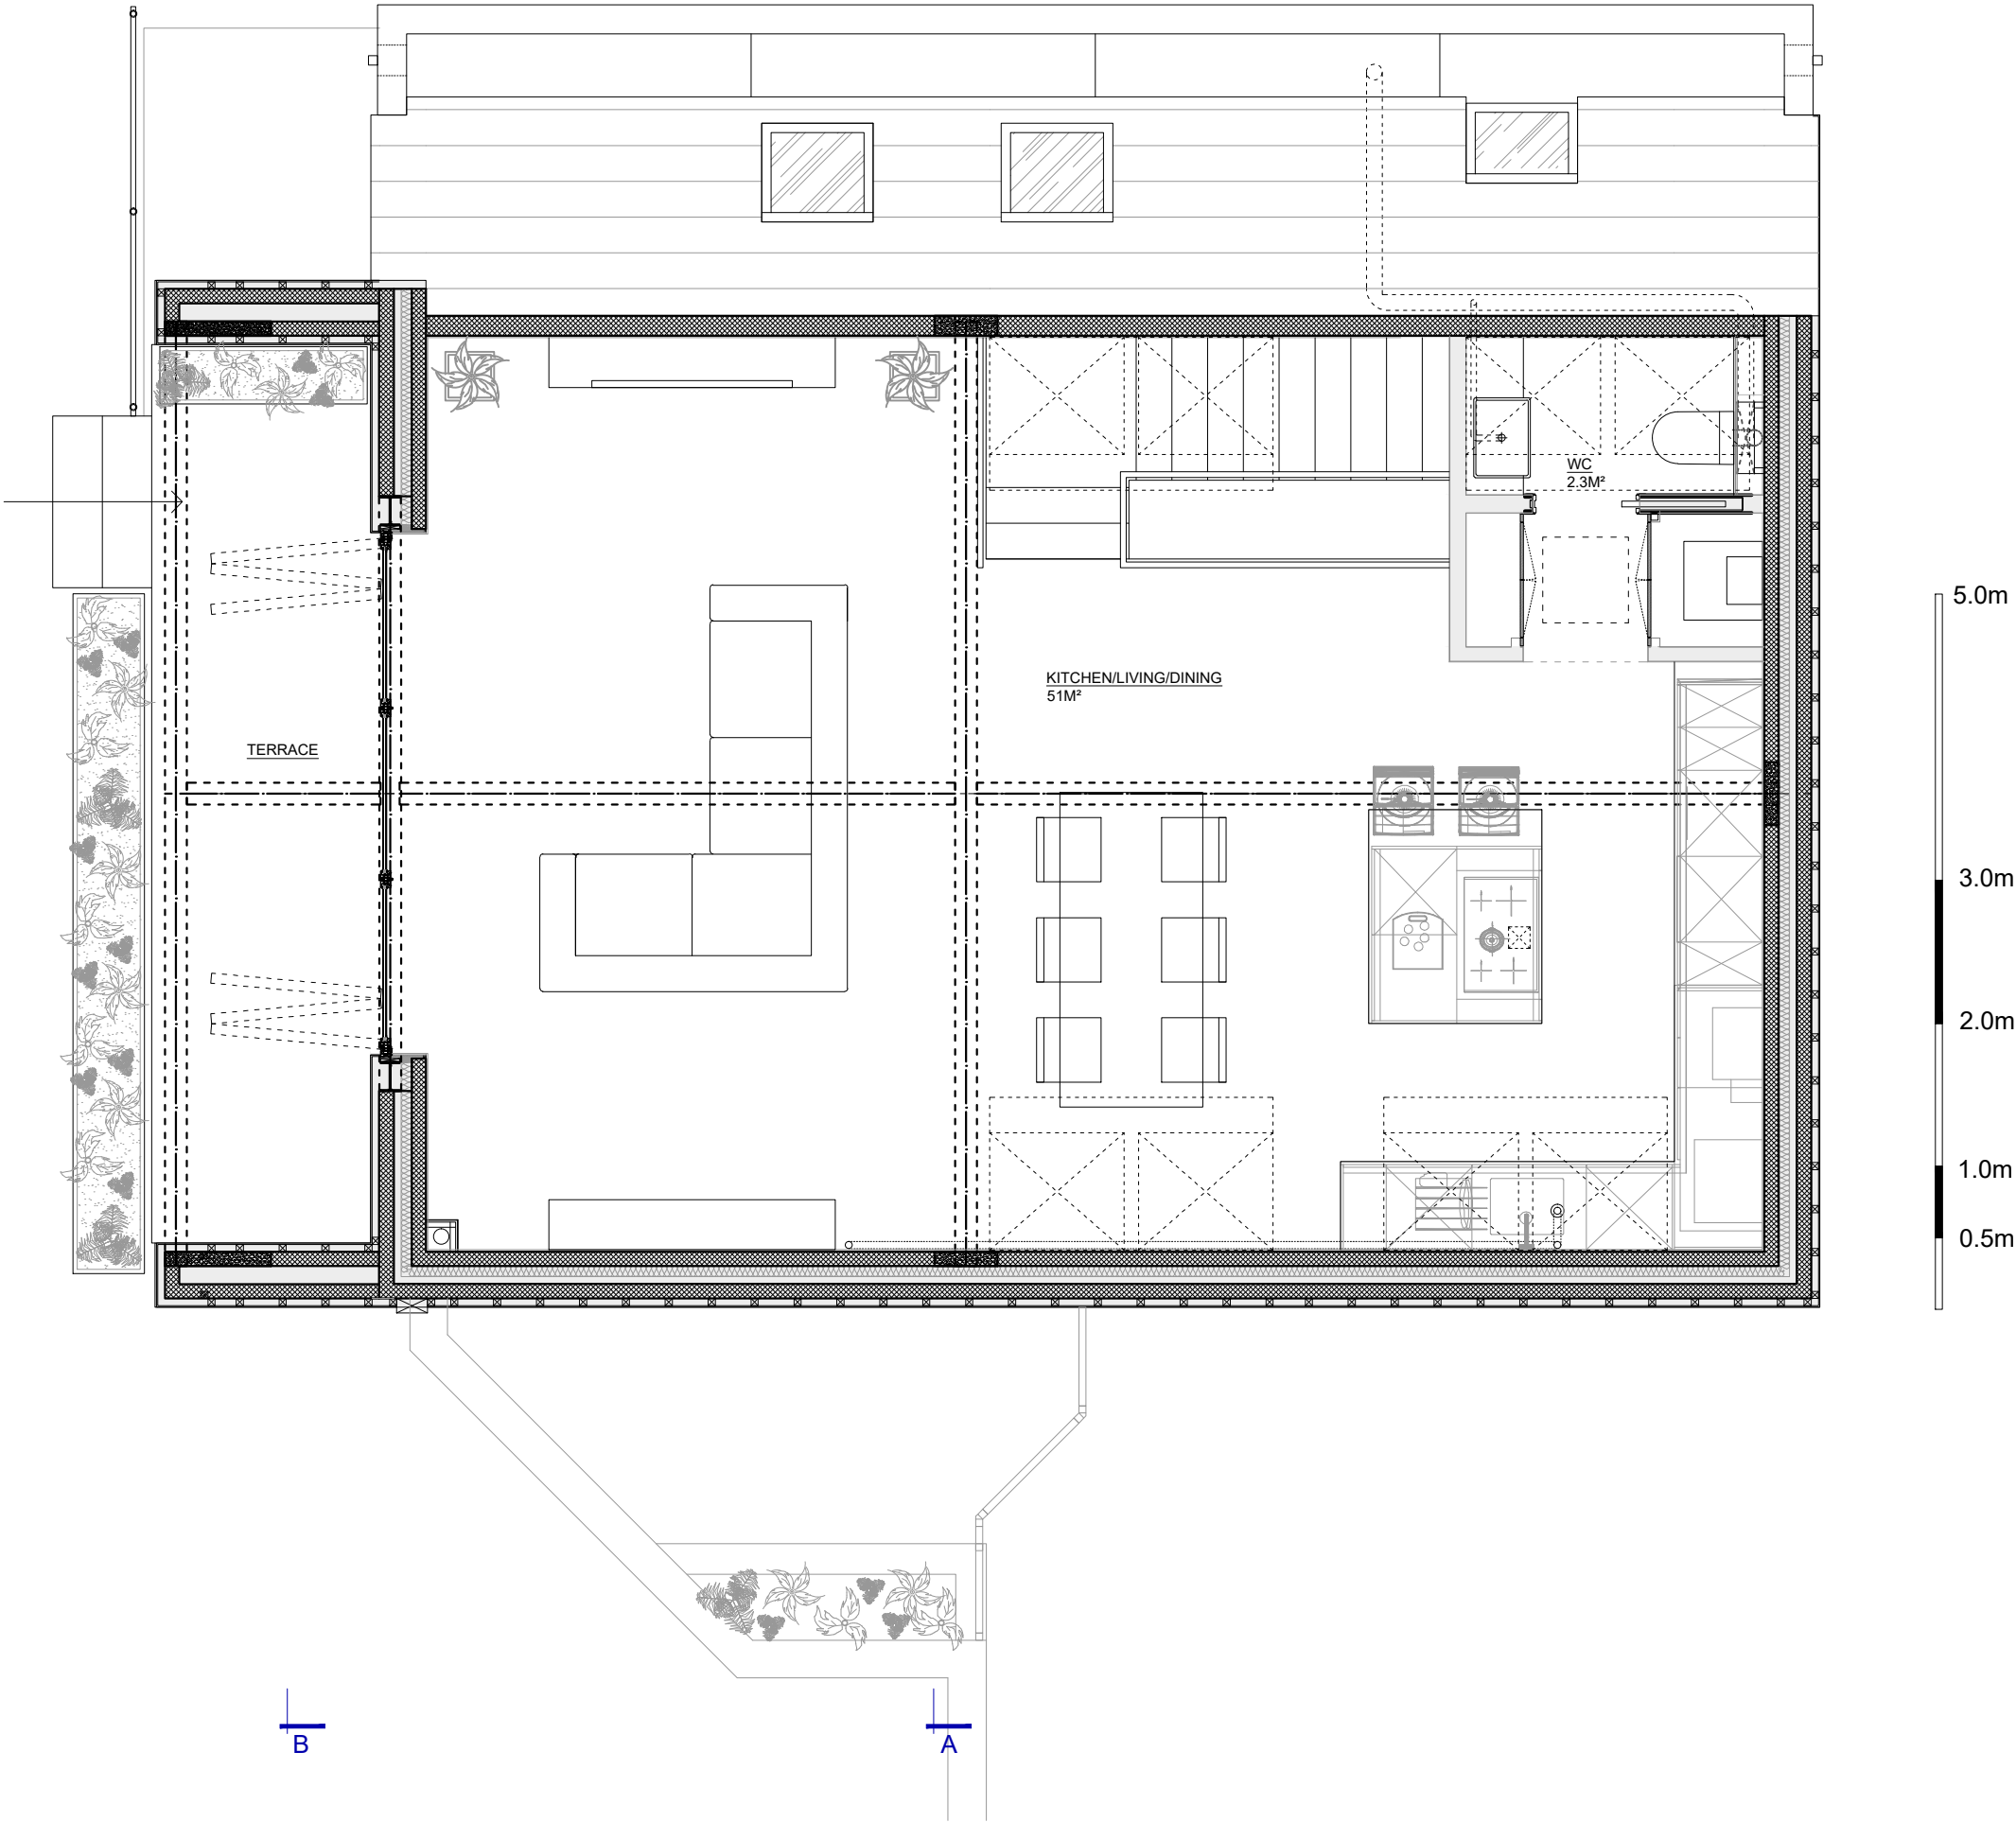 WC
2.3M²
5.0m
KITCHEN/LIVING/DINING
51M²
TERRACE
3.0m
2.0m
1.0m
0.5m
B
A